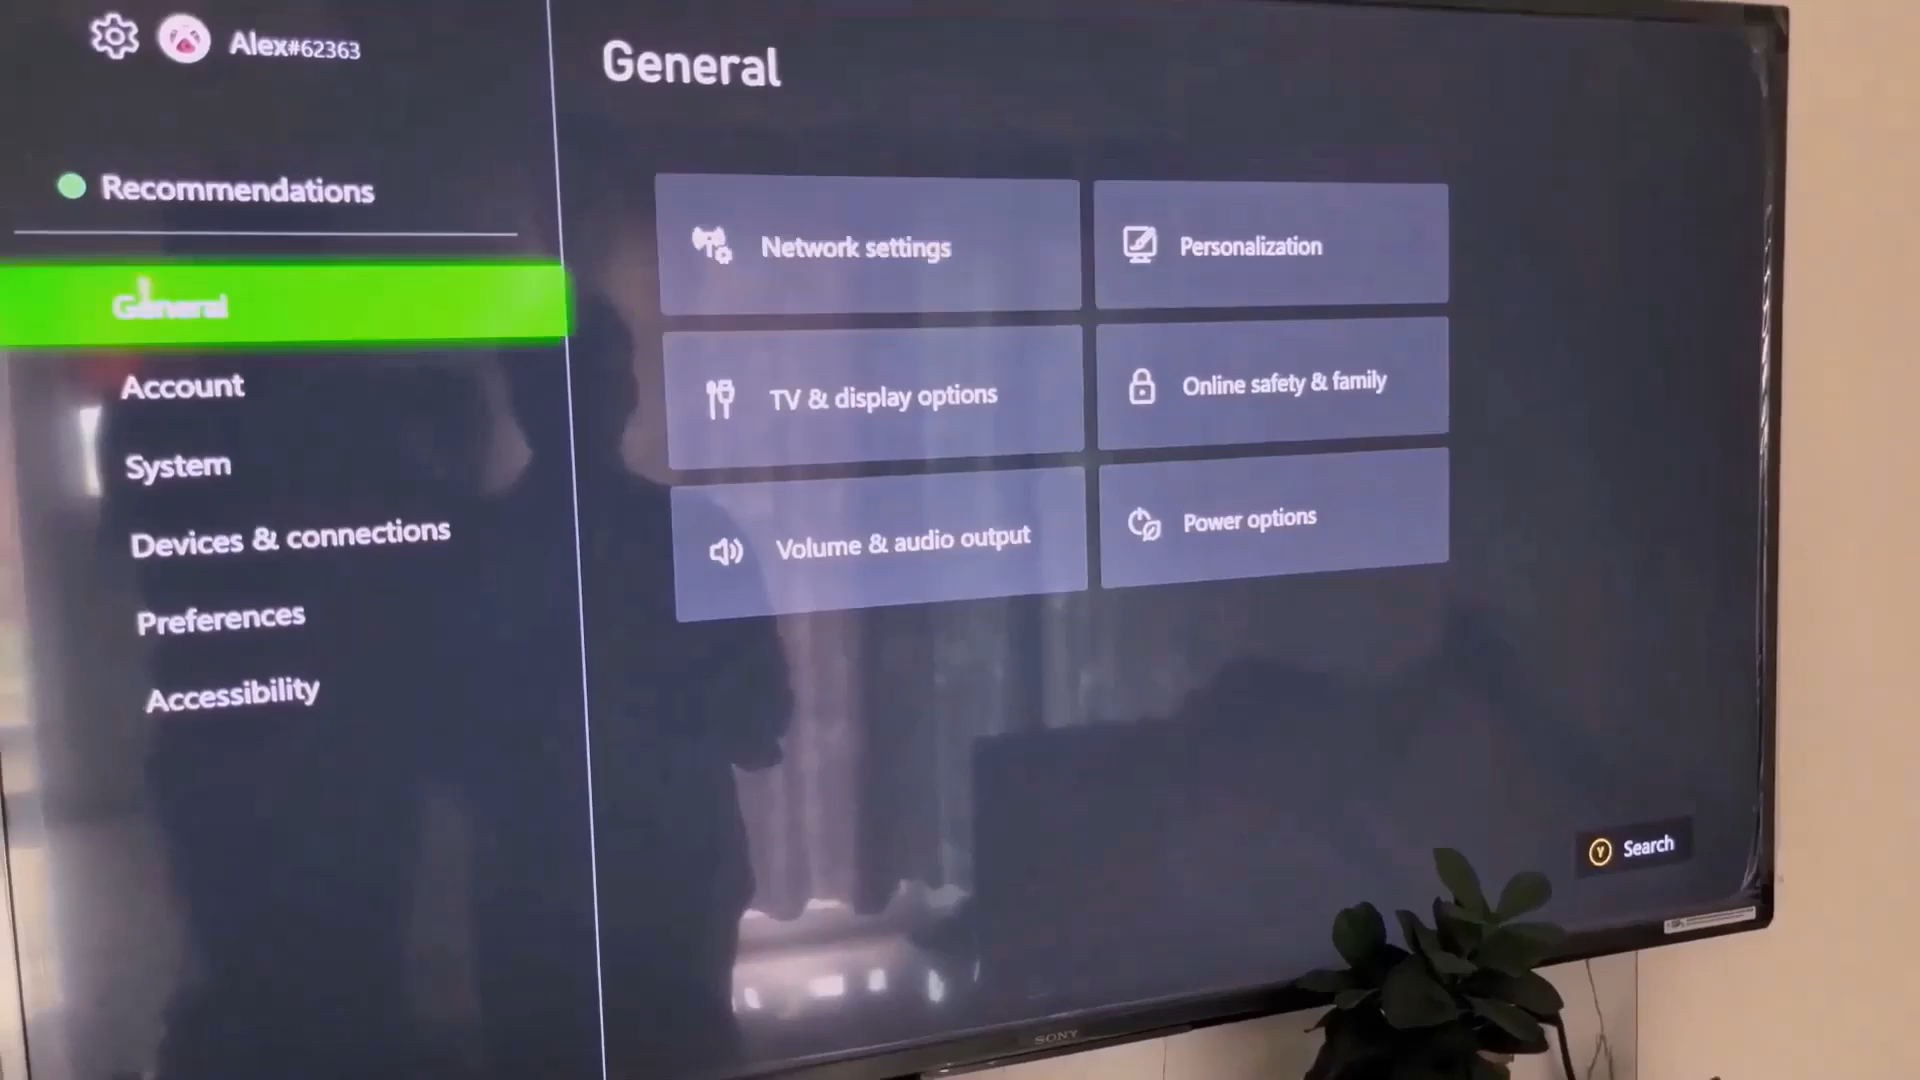 Alex#62363
Recommendations
General
Account
System
Devices & connections
Preferences
Accessibility
General
Network settings
Personalization
TV & display options
Online safety & family
Volume & audio output
Power options
Y Search
SONY